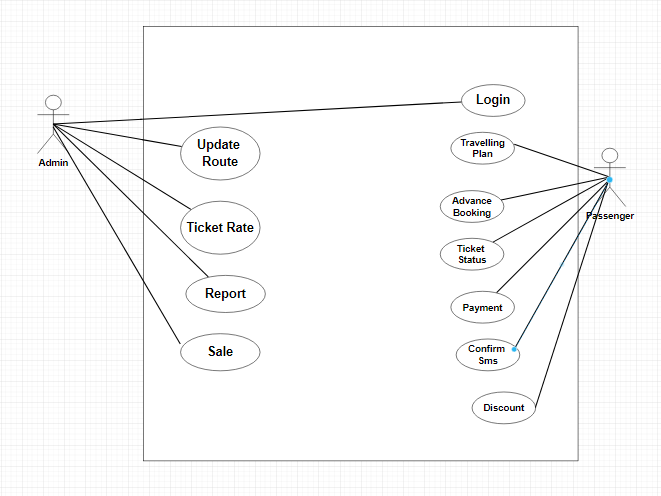 Login
Update
Route
Travelling
Plan
Admin
Advance
Booking
Passenger
Ticket Rate
Ticket
Status
Report
Payment
Sale
Confirm
Sms
Discount